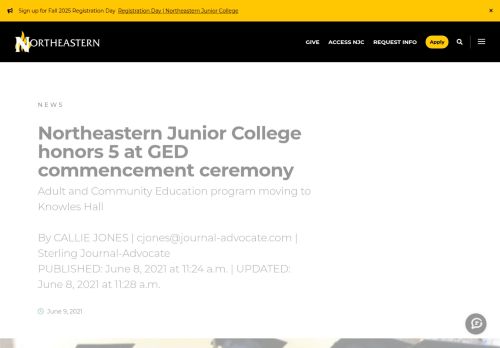 Sign up for Fall 2025 Registration Day Registration Day | Northeastern Junior College ×
NORTHEASTERN
GIVE ACCESS NJC REQUEST INFO Apply
NEWS
Northeastern Junior College
honors 5 at GED
commencement ceremony
Adult and Community Education program moving to
Knowles Hall
By CALLIE JONES | cjones@journal-advocate.com |
Sterling Journal-Advocate
PUBLISHED: June 8, 2021 at 11:24 a.m. | UPDATED:
June 8, 2021 at 11:28 a.m.
June 9, 2021